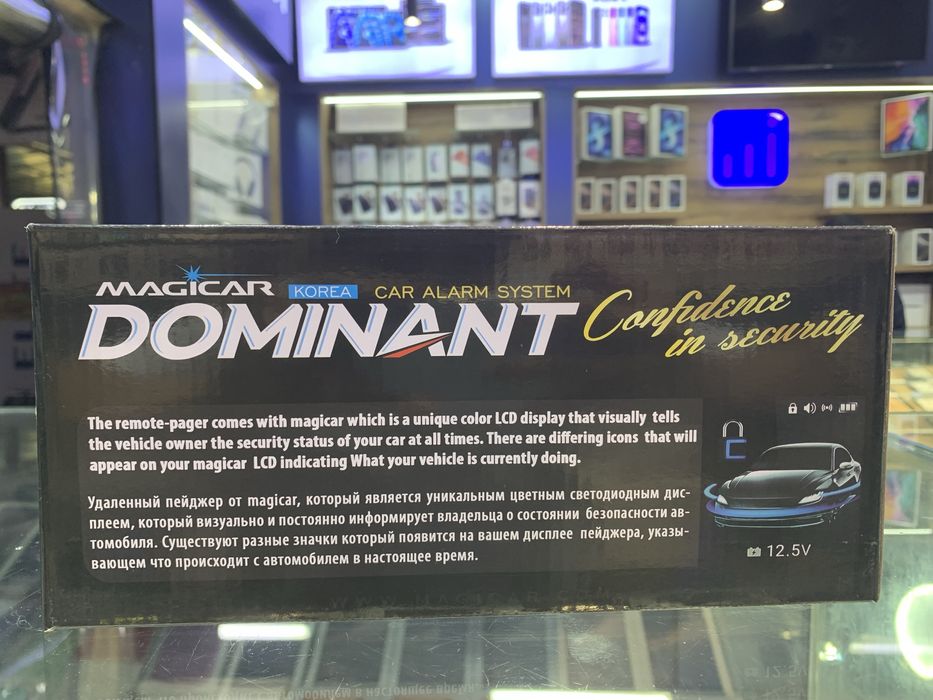 MAGICAR
KOREA CAR ALARM SYSTEM
DOMINANT
Confidence
in security
The remote-pager comes with magicar which is a unique color LCD display that visually tells
the vehicle owner the security status of your car at all times. There are differing icons that will
appear on your magicar LCD indicating What your vehicle is currently doing.
Удаленный пейджер от magicar, который является уникальным цветным светодиодным дис-
плеем, который визуально и постоянно информирует владельца о состоянии безопасности ав-
томобиля. Существуют разные значки который появится на вашем дисплее пейджера, указы-
вающем что происходит с автомобилем в настоящее время.
12.5V